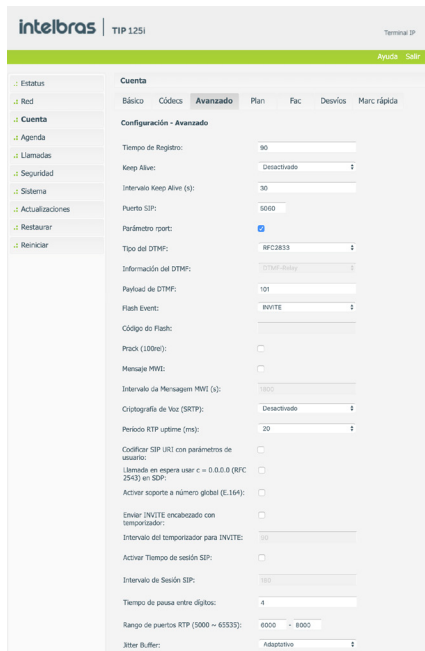 intelbras TIP 125i
Terminal IP
Ayuda Salir
.: Estatus
.: Red
.: Cuenta
.: Agenda
.: Llamadas
.: Seguridad
.: Sistema
.: Actualizaciones
.: Restaurar
.: Reiniciar
Cuenta
Básico Códecs Avanzado Plan Fac Desvíos Marc rápida
Configuración - Avanzado
Tiempo de Registro: 90
Keep Alive: Desactivado
Intervalo Keep Alive (s): 30
Puerto SIP: 5060
Parámetro rport:
Tipo del DTMF: RFC2833
Información del DTMF: DTMF-Relay
Payload de DTMF: 101
Flash Event: INVITE
Código do Flash:
Prack (100rel):
Mensaje MWI:
Intervalo da Mensagem MWI (s): 1800
Criptografía de Voz (SRTP): Desactivado
Período RTP uptime (ms): 20
Codificar SIP URI con parámetros de
usuario:
Llamada en espera usar c = 0.0.0.0 (RFC
2543) en SDP:
Activar soporte a número global (E.164):
Enviar INVITE encabezado con
temporizador:
Intervalo del temporizador para INVITE:
Activar Tiempo de sesión SIP:
Intervalo de Sesión SIP:
Tiempo de pausa entre dígitos: 4
Rango de puertos RTP (5000 ~ 65535): 6000 - 8000
Jitter Buffer: Adaptativo